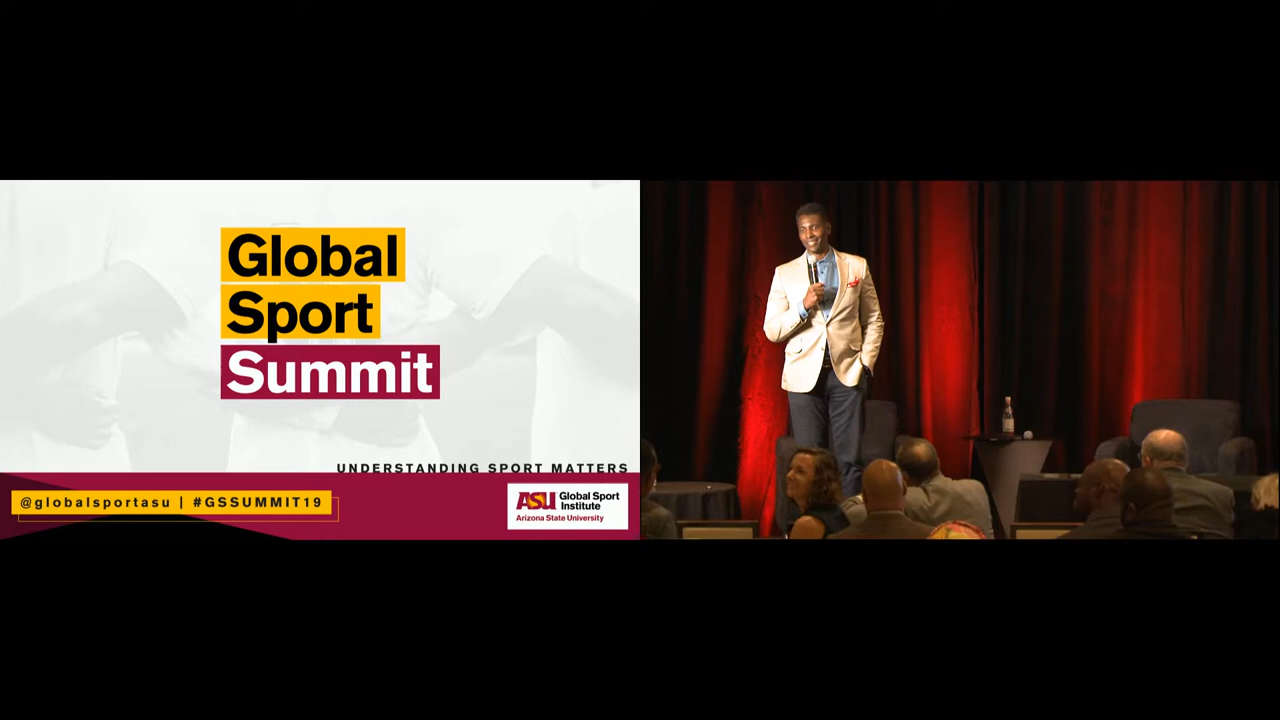 Global
Sport
Summit
UNDERSTANDING SPORT MATTERS
@globalsportasu | #GSSUMMIT19
ASU Global Sport
Institute
Arizona State University